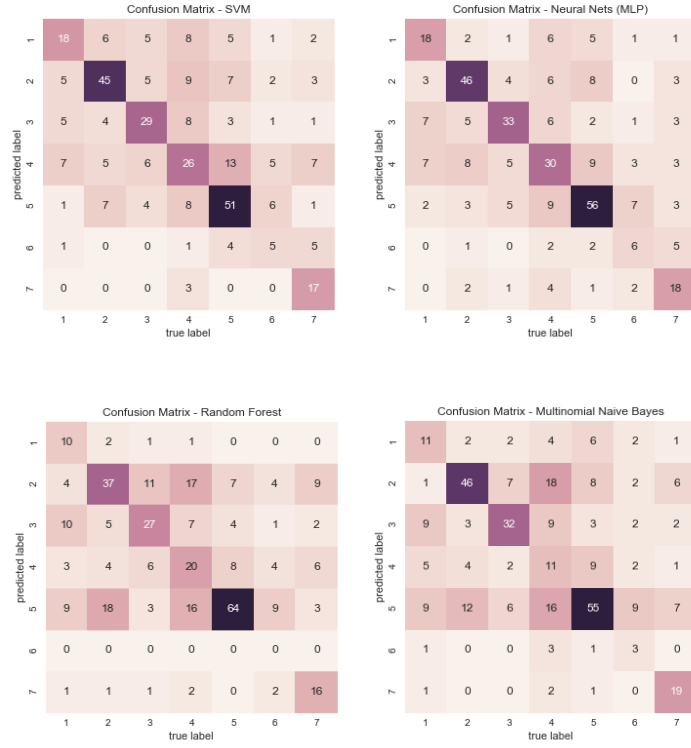 Confusion Matrix - SVM
1 18 6 5 8 5 1 2
2 5 45 5 9 7 2 3
3 5 4 29 8 3 1 1
4 7 5 6 26 13 5 7
5 1 7 4 8 51 6 1
6 1 0 0 1 4 5 5
7 0 0 0 3 0 0 17
1 2 3 4 5 6 7
true label
predicted label
Confusion Matrix - Neural Nets (MLP)
1 18 2 1 6 5 1 1
2 3 46 4 6 8 0 3
3 7 5 33 6 2 1 3
4 7 8 5 30 9 3 3
5 2 3 5 9 56 7 3
6 0 1 0 2 2 6 5
7 0 2 1 4 1 2 18
1 2 3 4 5 6 7
true label
predicted label
Confusion Matrix - Random Forest
1 10 2 1 1 0 0 0
2 4 37 11 17 7 4 9
3 10 5 27 7 4 1 2
4 3 4 6 20 8 4 6
5 9 18 3 16 64 9 3
6 0 0 0 0 0 0 0
7 1 1 1 2 0 2 16
1 2 3 4 5 6 7
true label
predicted label
Confusion Matrix - Multinomial Naive Bayes
1 11 2 2 4 6 2 1
2 1 46 7 18 8 2 6
3 9 3 32 9 3 2 2
4 5 4 2 11 9 2 1
5 9 12 6 16 55 9 7
6 1 0 0 3 1 3 0
7 1 0 0 2 1 0 19
1 2 3 4 5 6 7
true label
predicted label